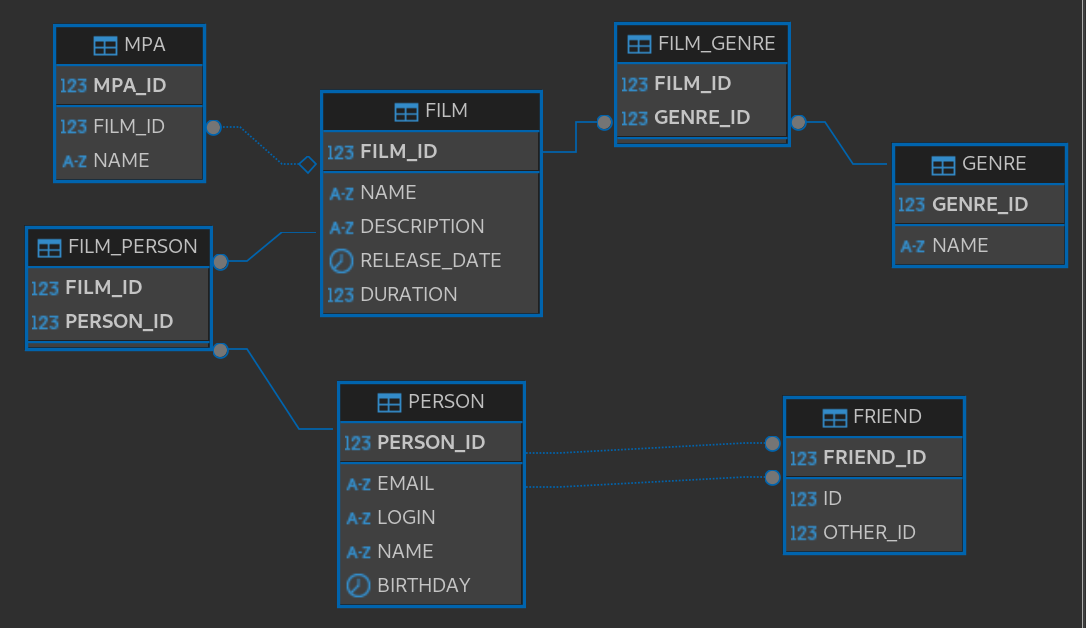 MPA
123 MPA_ID
123 FILM_ID
A-Z NAME
FILM
123 FILM_ID
A-Z NAME
A-Z DESCRIPTION
RELEASE_DATE
123 DURATION
FILM_GENRE
123 FILM_ID
123 GENRE_ID
GENRE
123 GENRE_ID
A-Z NAME
FILM_PERSON
123 FILM_ID
123 PERSON_ID
PERSON
123 PERSON_ID
A-Z EMAIL
A-Z LOGIN
A-Z NAME
BIRTHDAY
FRIEND
123 FRIEND_ID
123 ID
123 OTHER_ID